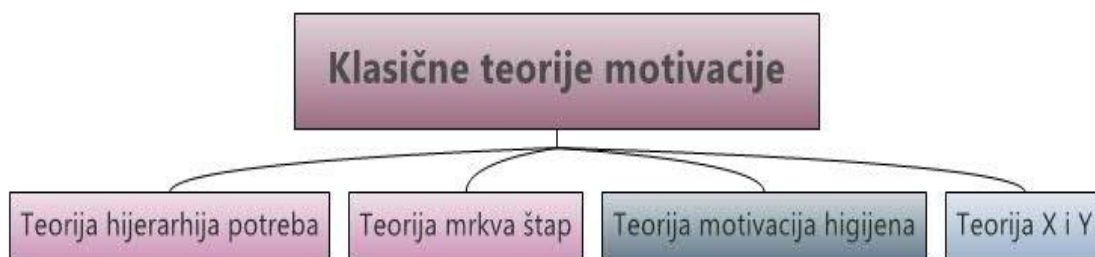 Klasične teorije motivacije
Teorija hijerarhija potreba
Teorija mrkva štap
Teorija motivacija higijena
Teorija X i Y